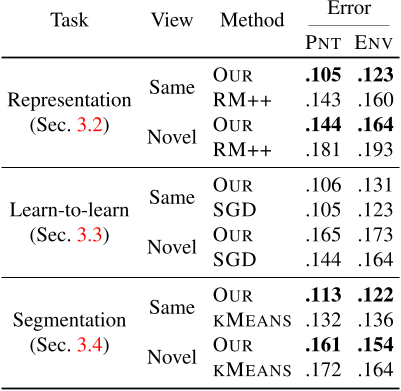 Task View Method Error
PNT ENV
Representation (Sec. 3.2) Same OUR .105 .123
RM++ .143 .160
Novel OUR .144 .164
RM++ .181 .193
Learn-to-learn (Sec. 3.3) Same OUR .106 .131
SGD .105 .123
Novel OUR .165 .173
SGD .144 .164
Segmentation (Sec. 3.4) Same OUR .113 .122
KMEANS .132 .136
Novel OUR .161 .154
KMEANS .172 .164